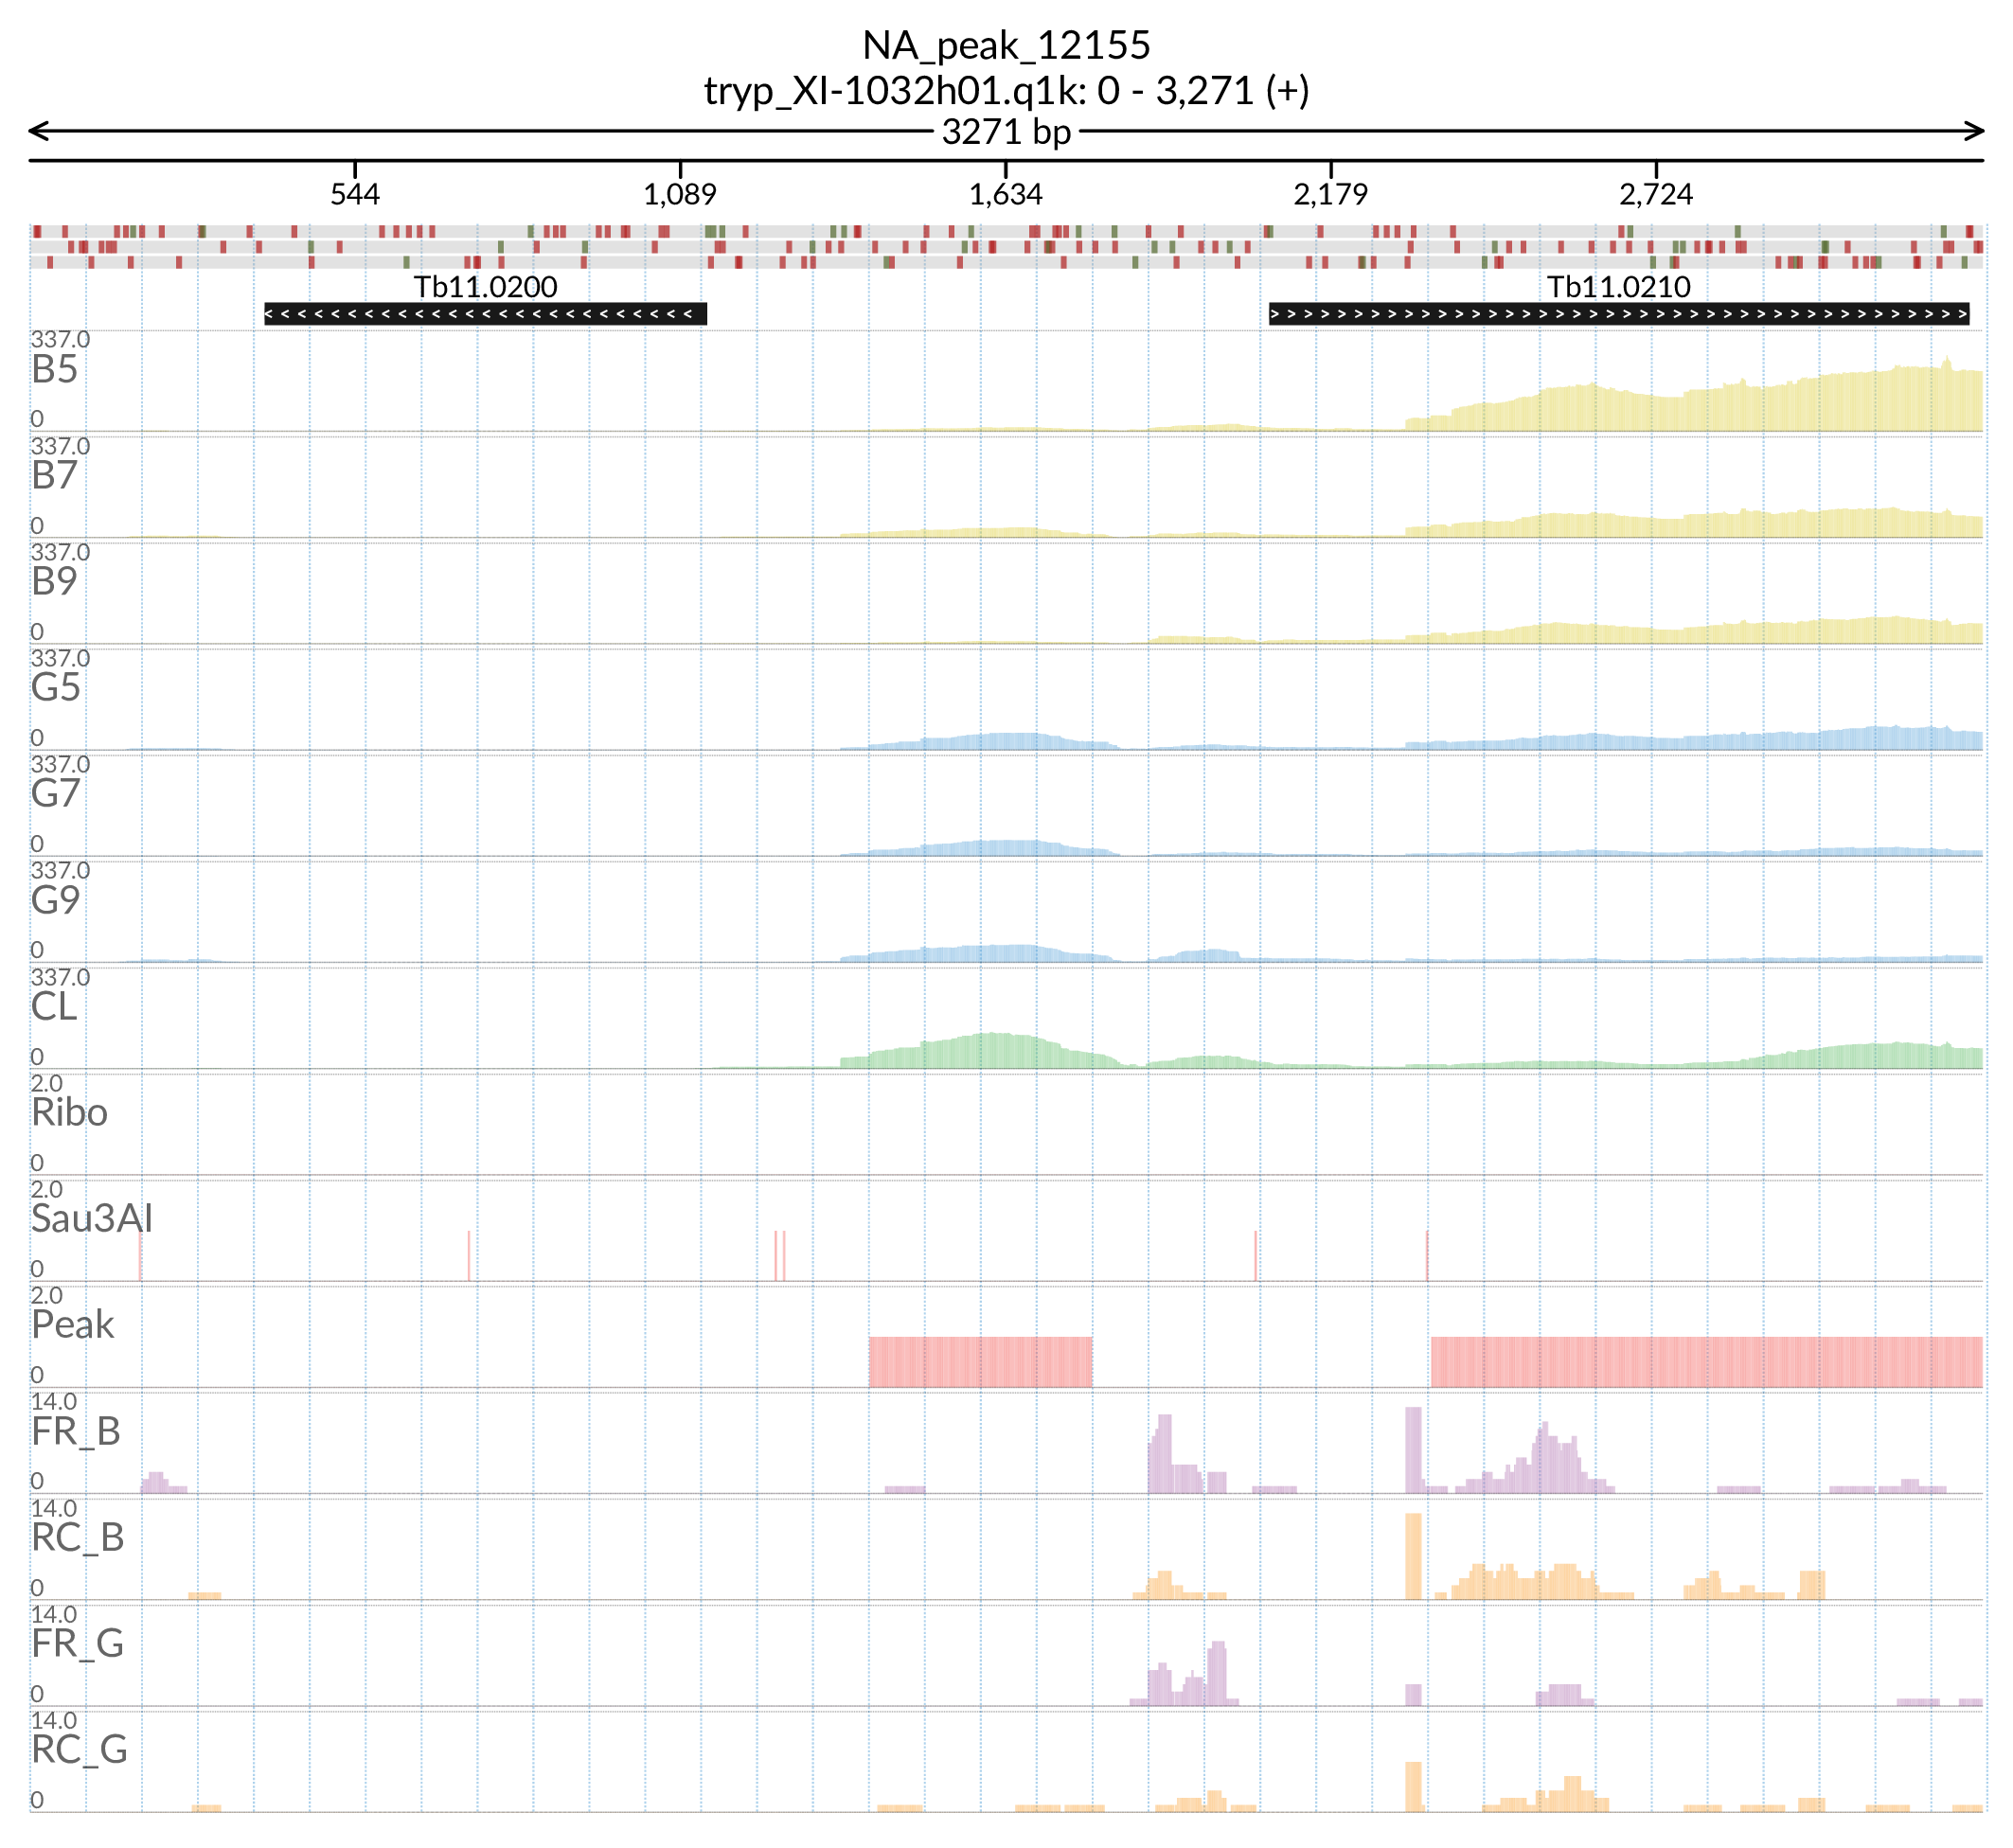 NA_peak_12155
tryp_XI-1032h01.q1k: 0 - 3,271 (+)
3271 bp
544 1,089 1,634 2,179 2,724
Tb11.0200 Tb11.0210
337.0
B5
0
337.0
B7
0
337.0
B9
0
337.0
G5
0
337.0
G7
0
337.0
G9
0
337.0
CL
0
2.0
Ribo
0
2.0
Sau3AI
0
2.0
Peak
0
14.0
FR_B
0
14.0
RC_B
0
14.0
FR_G
0
14.0
RC_G
0